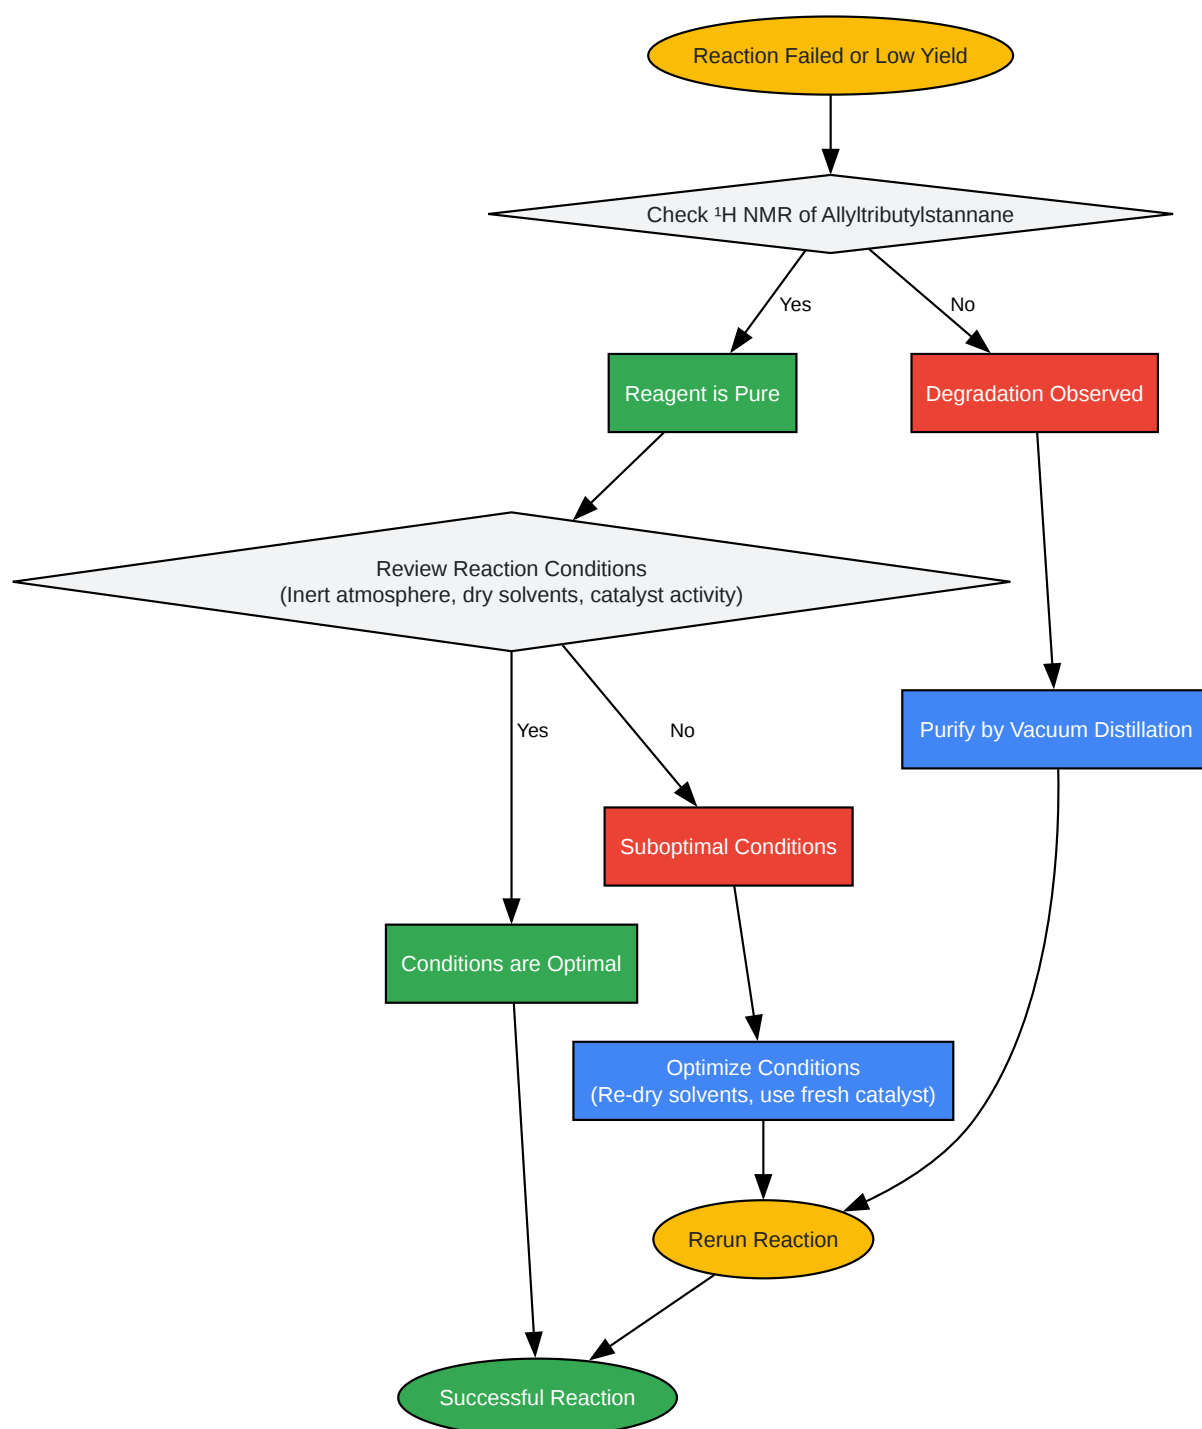 Reaction Failed or Low Yield
Check ¹H NMR of Allyltributylstannane
Yes
No
Reagent is Pure
Degradation Observed
Review Reaction Conditions
(Inert atmosphere, dry solvents, catalyst activity)
Yes
No
Purify by Vacuum Distillation
Suboptimal Conditions
Conditions are Optimal
Optimize Conditions
(Re-dry solvents, use fresh catalyst)
Rerun Reaction
Successful Reaction